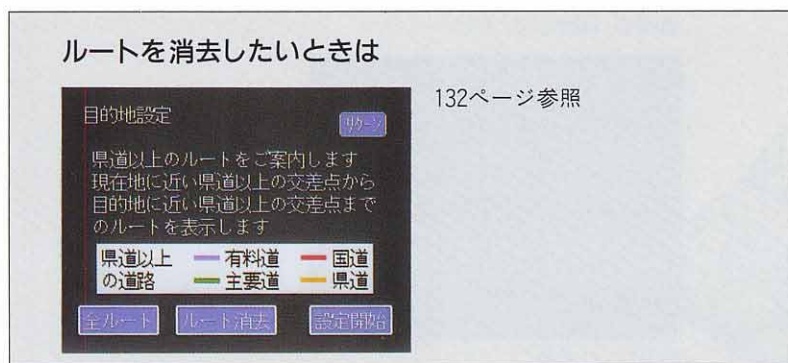 ルートを消去したいときは
132ページ参照
目的地設定
リターン
県道以上のルートをご案内します
現在地に近い県道以上の交差点から
目的地に近い県道以上の交差点まで
のルートを表示します
県道以上 有料道 国道
の道路 主要道 県道
全ルート ルート消去 設定開始